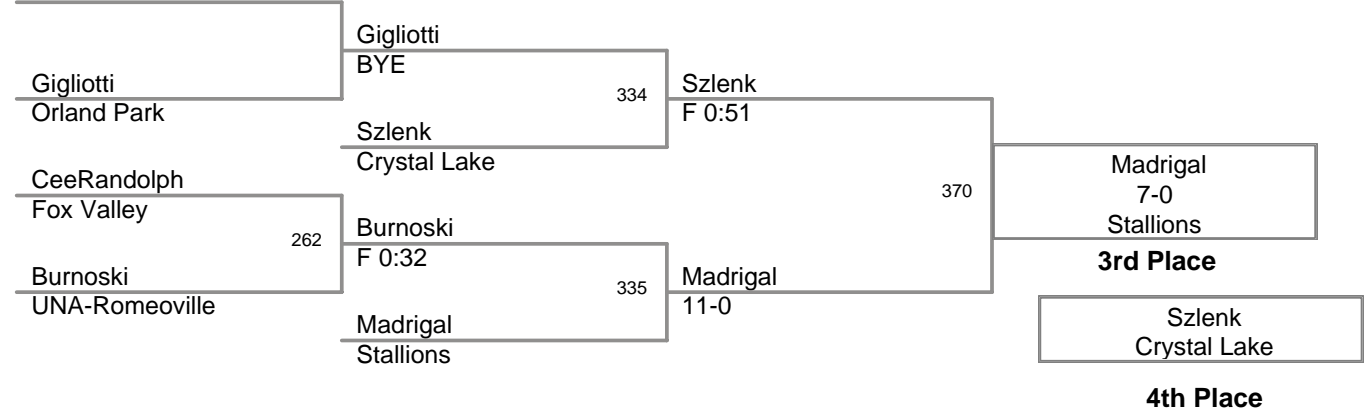 Gigliotti
BYE
Gigliotti
Orland Park
334
Szlenk
F 0:51
Szlenk
Crystal Lake
CeeRandolph
Fox Valley
262
Burnoski
F 0:32
Burnoski
UNA-Romeoville
335
Madrigal
11-0
Madrigal
Stallions
370
Madrigal
7-0
Stallions
3rd Place
Szlenk
Crystal Lake
4th Place